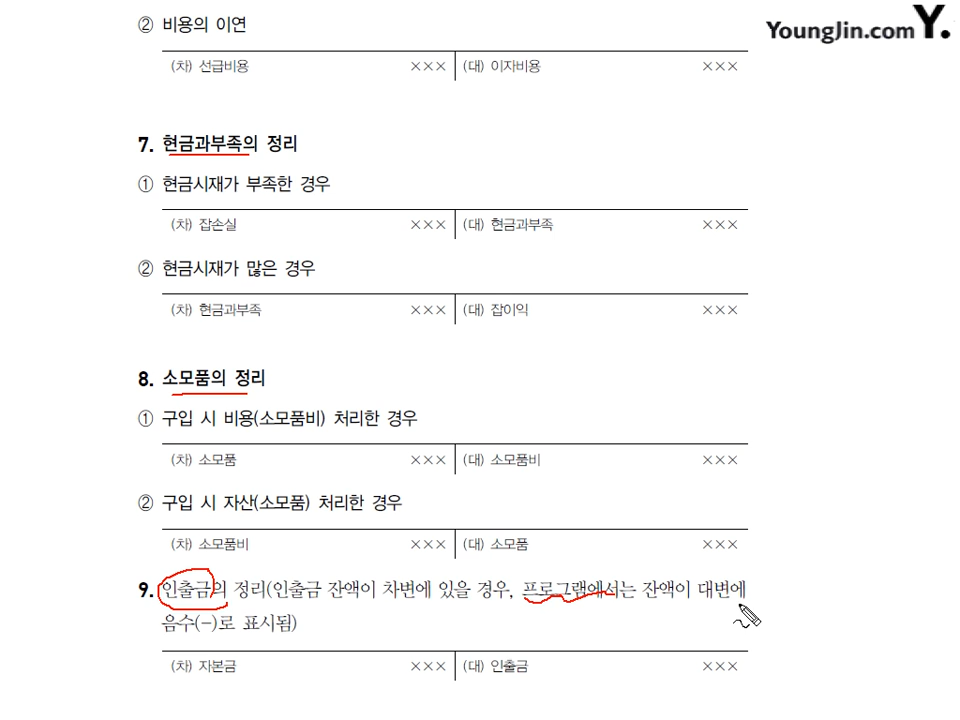 ② 비용의 이연
YoungJin.com Y.
(차) 선급비용 ××× (대) 이자비용 ×××
7. 현금과부족의 정리
① 현금시재가 부족한 경우
(차) 잡손실 ××× (대) 현금과부족 ×××
② 현금시재가 많은 경우
(차) 현금과부족 ××× (대) 잡이익 ×××
8. 소모품의 정리
① 구입 시 비용(소모품비) 처리한 경우
(차) 소모품 ××× (대) 소모품비 ×××
② 구입 시 자산(소모품) 처리한 경우
(차) 소모품비 ××× (대) 소모품 ×××
9. 인출금의 정리(인출금 잔액이 차변에 있을 경우, 프로그램에서는 잔액이 대변에
음수(-)로 표시됨)
(차) 자본금 ××× (대) 인출금 ×××